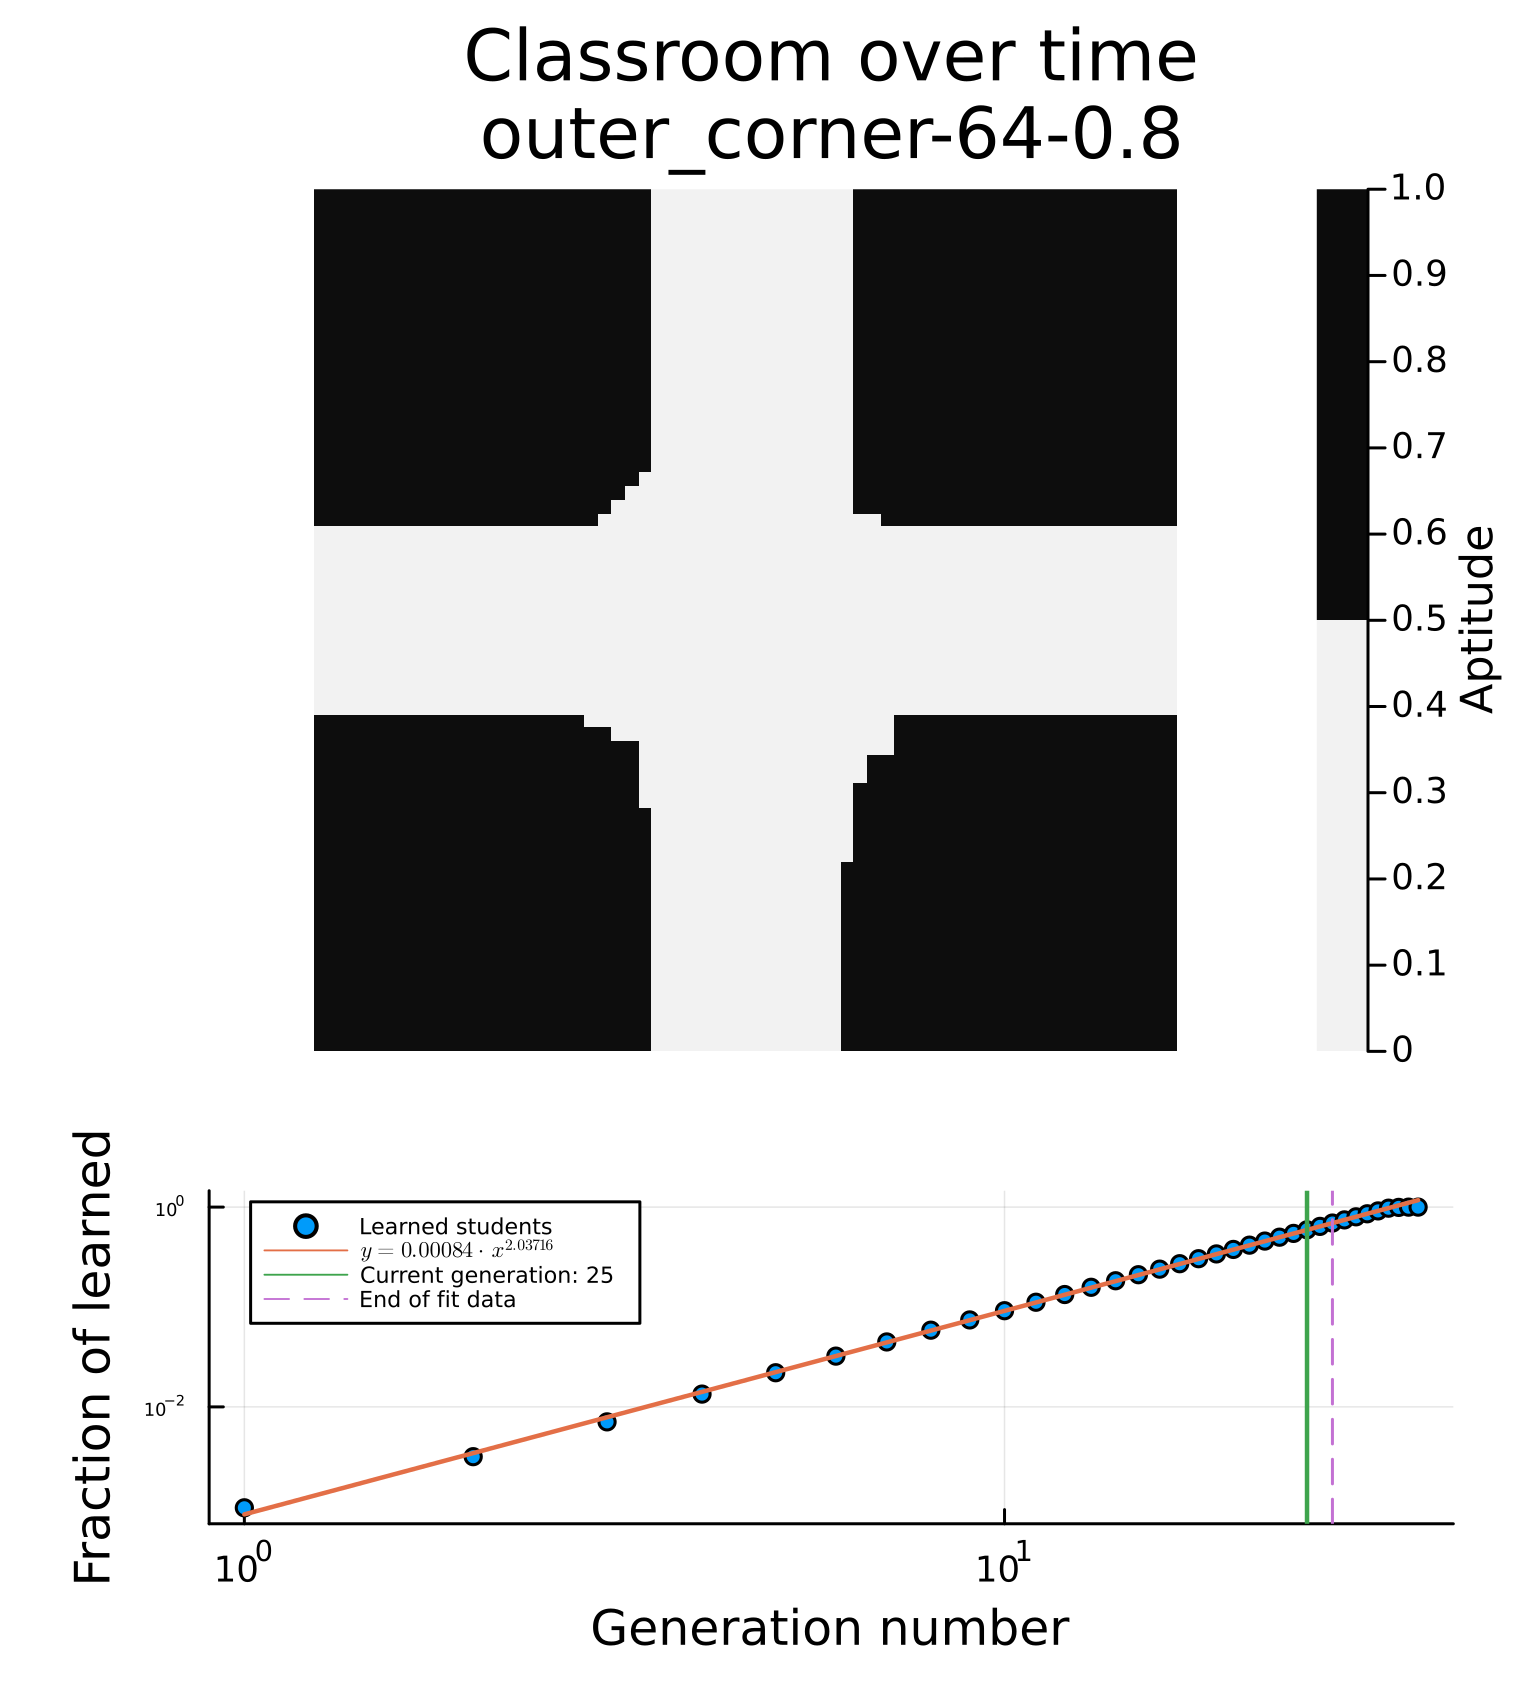 Classroom over time
outer_corner-64-0.8
1.0
0.9
0.8
0.7
0.6
0.5
0.4
0.3
0.2
0.1
0
Aptitude
Fraction of learned
10⁰
10⁻²
Learned students
y = 0.00084 · x^2.03716
Current generation: 25
End of fit data
10⁰
10¹
Generation number